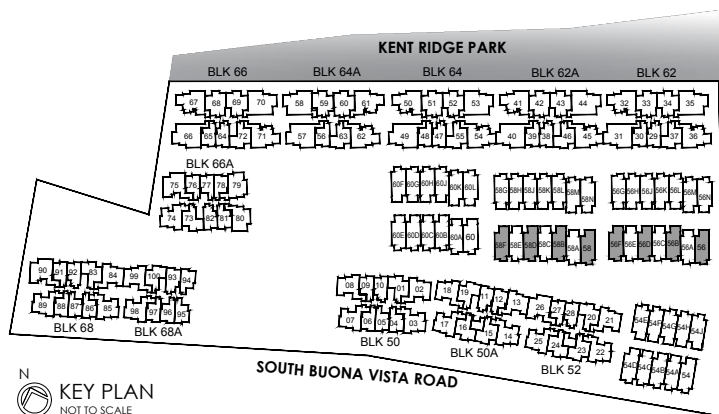 KENT RIDGE PARK
BLK 66 BLK 64A BLK 64 BLK 62A BLK 62
67 68 69 70 58 59 60 61 50 51 52 53 41 42 43 44 32 33 34 35
66 65 64 72 71 57 56 63 62 49 48 47 55 54 40 39 38 46 45 31 30 29 37 36
BLK 66A
75 76 77 78 79 60F 60G 60H 60J 60K 60L 58G 58H 58J 58K 58L 58M 58N 56G 56H 56J 56K 56L 56M 56N
74 73 82 81 80 60E 60D 60C 60B 60A 60 58F 58E 58D 58C 58B 58A 58 56F 56E 56D 56C 56B 56A 56
90 91 92 83 84 99 100 93 94 08 09 10 01 02 18 19 11 12 13 26 27 28 20 21 54E 54F 54G 54H 54J
89 88 87 86 85 98 97 96 95 07 06 05 04 03 17 16 15 14 25 24 23 22 54D 54C 54B 54A 54
BLK 68 BLK 68A BLK 50 BLK 50A BLK 52
SOUTH BUONA VISTA ROAD
N
KEY PLAN
NOT TO SCALE